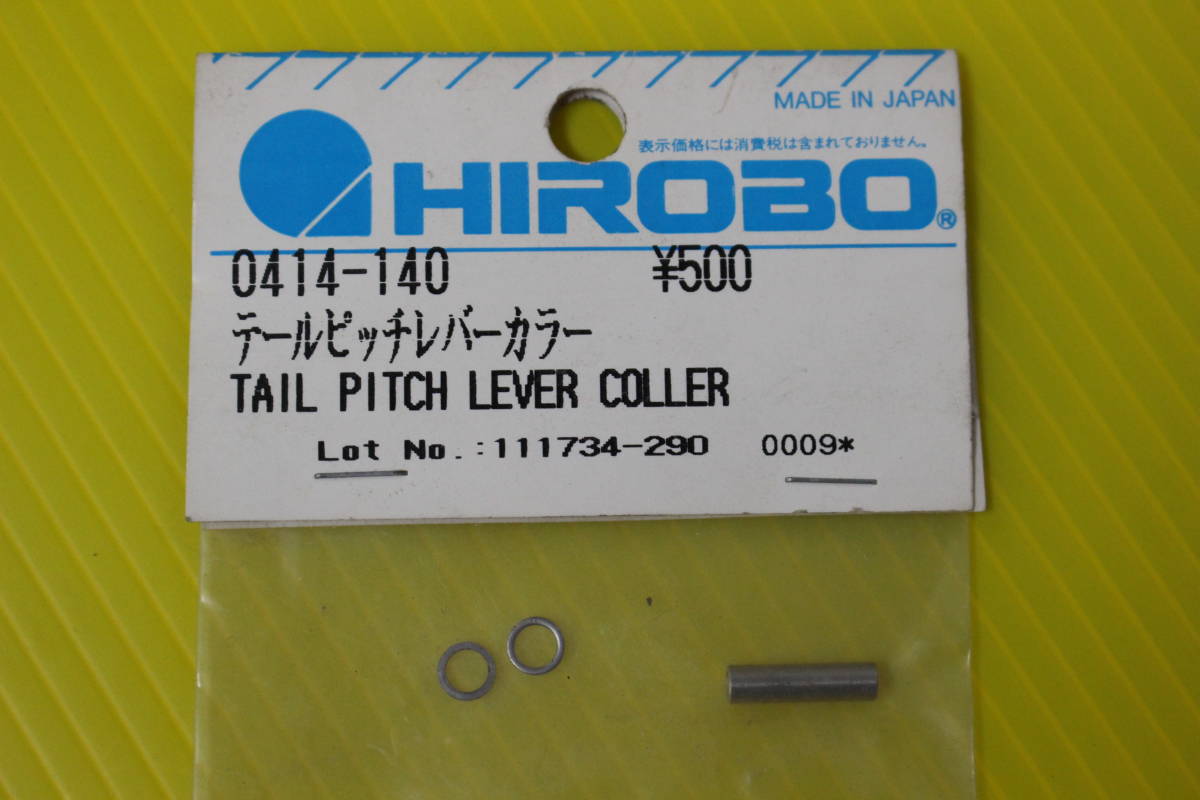 MADE IN JAPAN
表示価格には消費税は含まれておりません。
HIROBO®
0414-140 ¥500
テールピッチレバーカラー
TAIL PITCH LEVER COLLER
Lot No.:111734-290 0009*